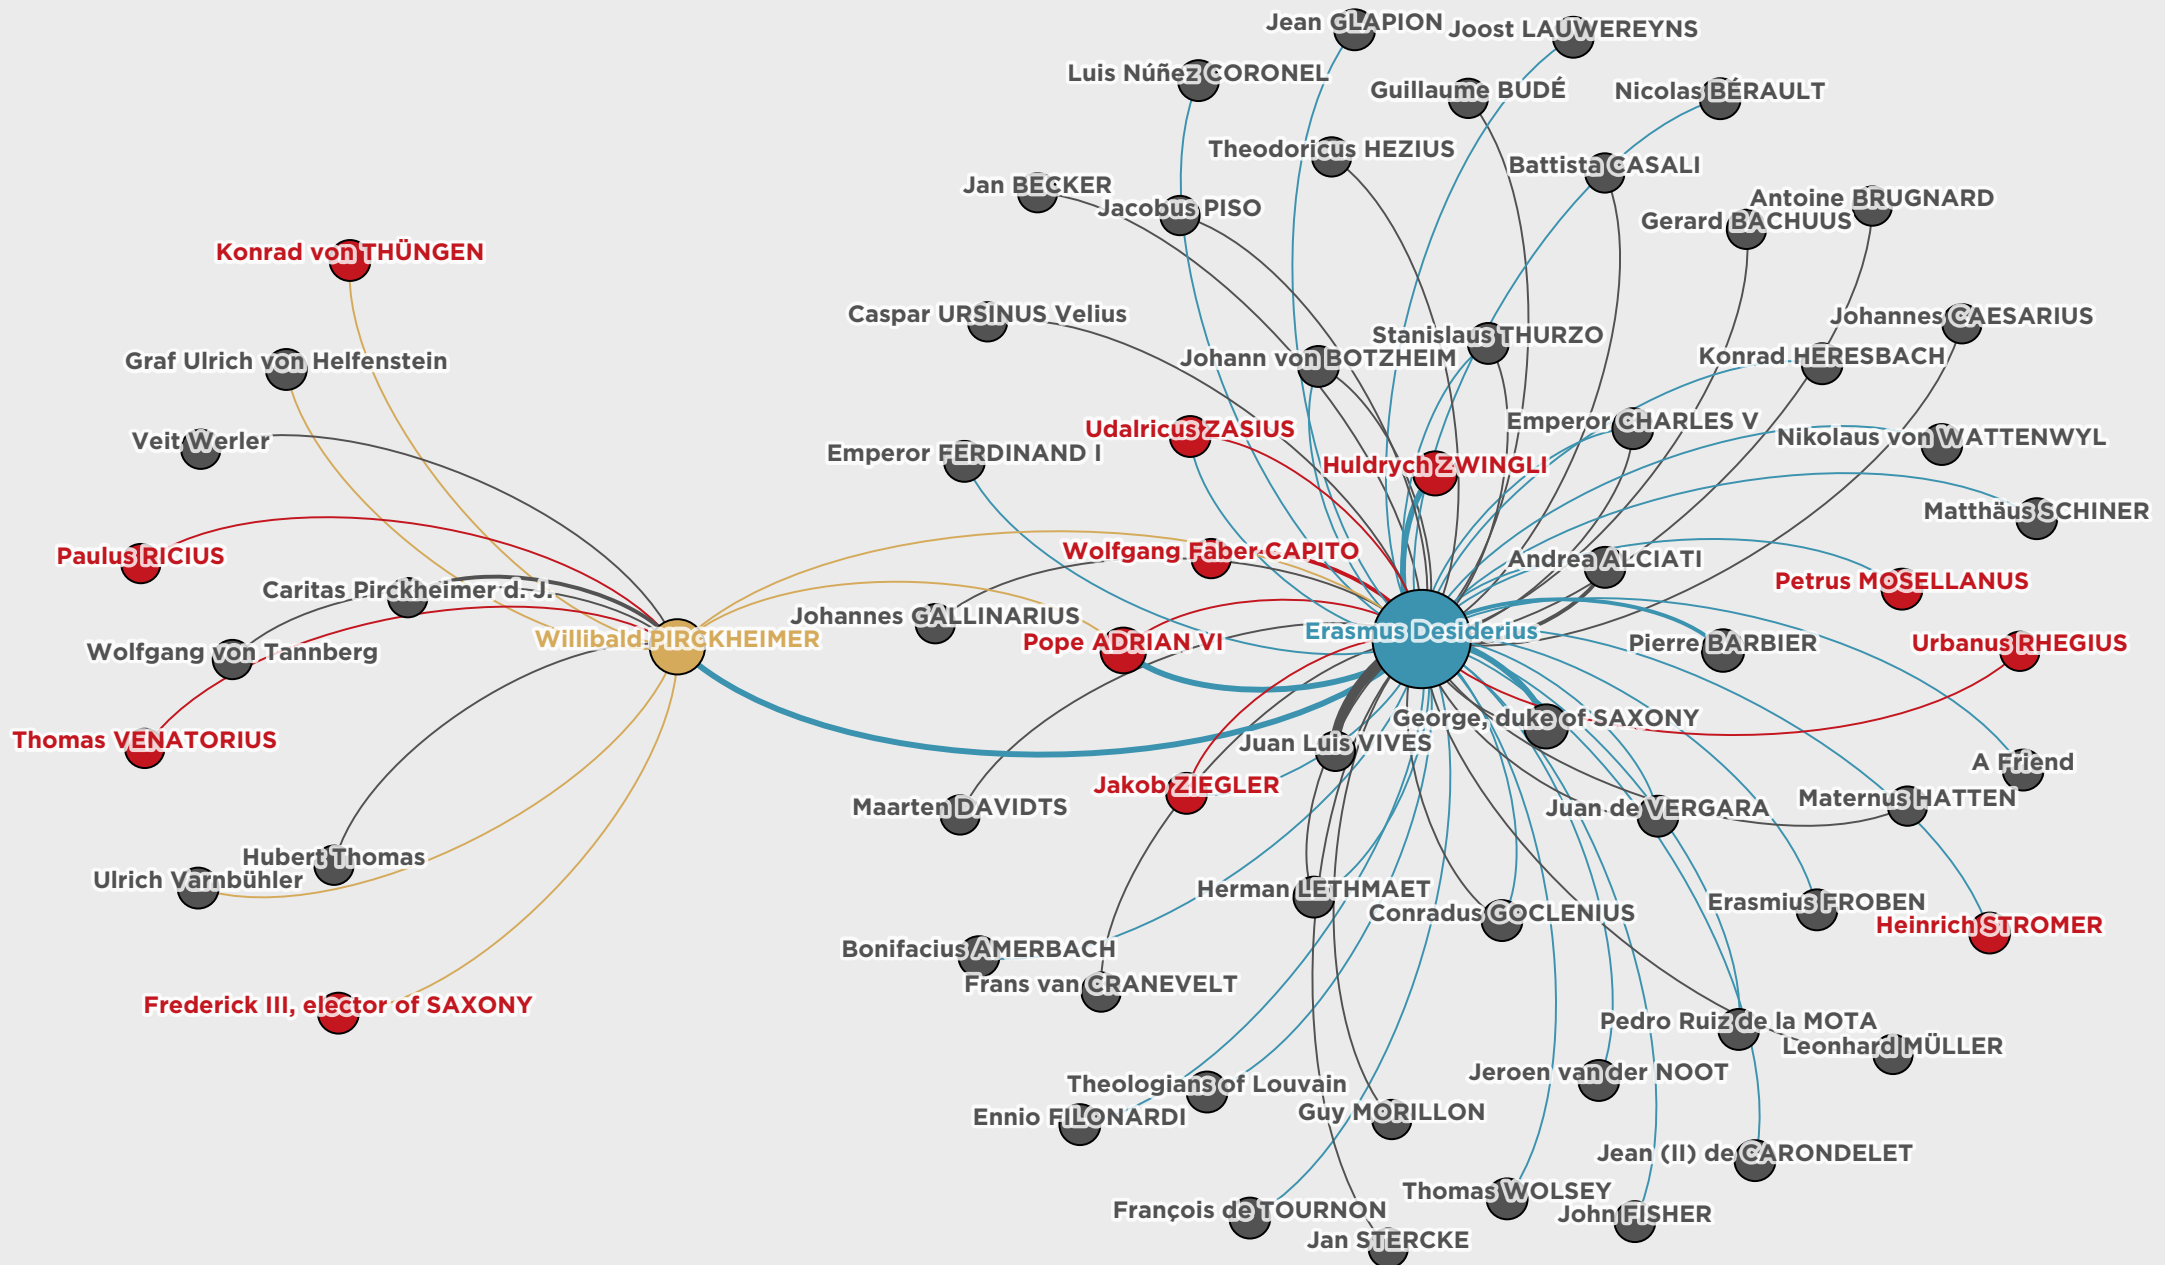 Jean GLAPION
Joost LAUWEREYNS
Luis Núñez CORONEL
Guillaume BUDÉ
Nicolas BÉRAULT
Theodoricus HEZIUS
Battista CASALI
Jan BECKER
Jacobus PISO
Antoine BRUGNARD
Gerard BACHUUS
Konrad von THÜNGEN
Caspar URSINUS Velius
Johannes CAESARIUS
Stanislaus THURZO
Johann von BOTZHEIM
Konrad HERESBACH
Graf Ulrich von Helfenstein
Emperor CHARLES V
Udalricus ZASIUS
Nikolaus von WATTENWYL
Veit Werler
Emperor FERDINAND I
Huldrych ZWINGLI
Matthäus SCHINER
Paulus RICIUS
Wolfgang Faber CAPITO
Andrea ALCIATI
Petrus MOSELLANUS
Caritas Pirckheimer d. J.
Johannes GALLINARIUS
Erasmus Desiderius
Willibald PIRCKHEIMER
Pope ADRIAN VI
Pierre BARBIER
Urbanus RHEGIUS
Wolfgang von Tannberg
George, duke of SAXONY
Thomas VENATORIUS
Juan Luis VIVES
A Friend
Jakob ZIEGLER
Maternus HATTEN
Maarten DAVIDTS
Juan de VERGARA
Hubert Thomas
Ulrich Varnbühler
Herman LETHMAET
Erasmius FROBEN
Conradus GOCLENIUS
Heinrich STROMER
Bonifacius AMERBACH
Frans van CRANEVELT
Frederick III, elector of SAXONY
Pedro Ruiz de la MOTA
Leonhard MÜLLER
Jeroen van der NOOT
Theologians of Louvain
Guy MORILLON
Ennio FILONARDI
Jean (II) de CARONDELET
Thomas WOLSEY
François de TOURNON
John FISHER
Jan STERCKE